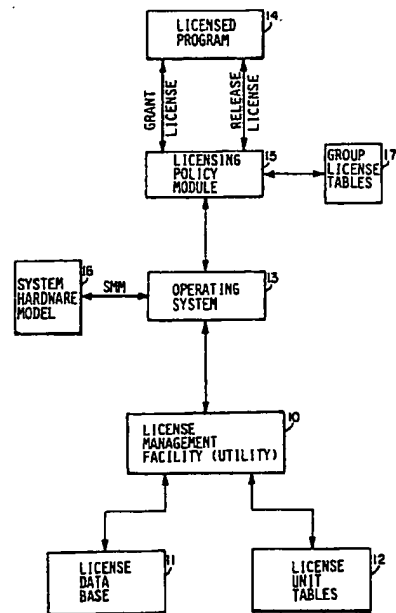 LICENSED
PROGRAM
14
GRANT
LICENSE
RELEASE
LICENSE
LICENSING
POLICY
MODULE
15
GROUP
LICENSE
TABLES
17
SYSTEM
HARDWARE
MODEL
16
SMM
OPERATING
SYSTEM
13
LICENSE
MANAGEMENT
FACILITY (UTILITY)
10
LICENSE
DATA
BASE
11
LICENSE
UNIT
TABLES
12